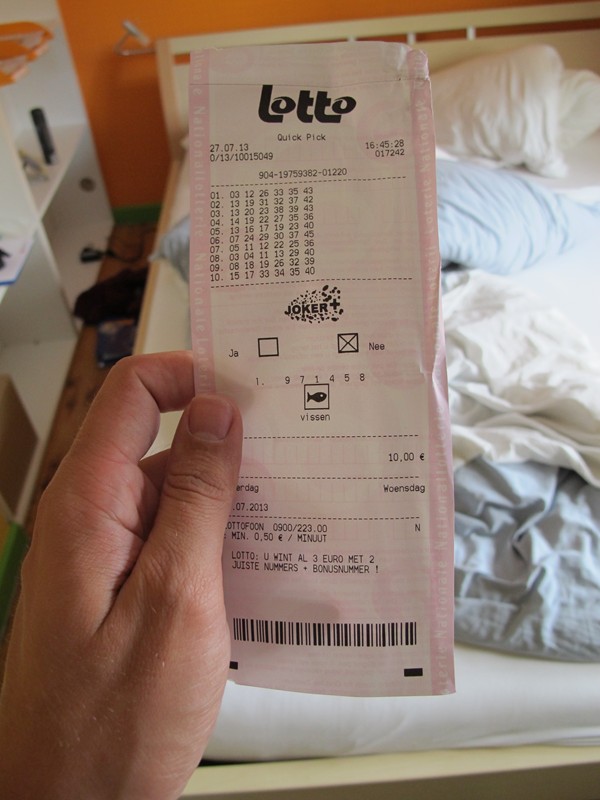 Lotto
Quick Pick
27.07.13 16:45:28
0/13/10015049 017242
904-19759382-01220
01. 03 12 26 33 35 43
02. 13 19 31 32 37 42
03. 13 20 23 38 39 43
04. 14 19 22 27 35 36
05. 13 16 17 19 23 40
06. 07 24 29 30 37 45
07. 05 11 12 22 25 36
08. 03 04 11 13 29 40
09. 08 18 19 26 32 39
10. 15 17 33 34 35 40
JOKER+
Ja Nee
1. 9 7 1 4 5 8
vissen
10,00 €
rdag Woensdag
.07.2013
LOTTOFOON 0900/223.00 N
MIN. 0,50 € / MINUUT
LOTTO: U WINT AL 3 EURO MET 2
JUISTE NUMMERS + BONUSNUMMER !